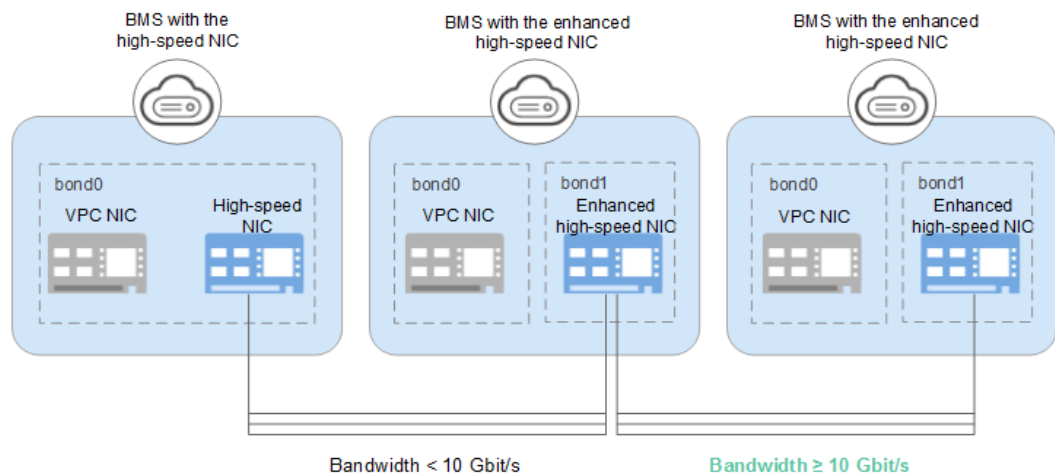 BMS with the
high-speed NIC
BMS with the enhanced
high-speed NIC
BMS with the enhanced
high-speed NIC
bond0
VPC NIC
High-speed
NIC
bond0
VPC NIC
bond1
Enhanced
high-speed NIC
bond0
VPC NIC
bond1
Enhanced
high-speed NIC
Bandwidth < 10 Gbit/s
Bandwidth ≥ 10 Gbit/s